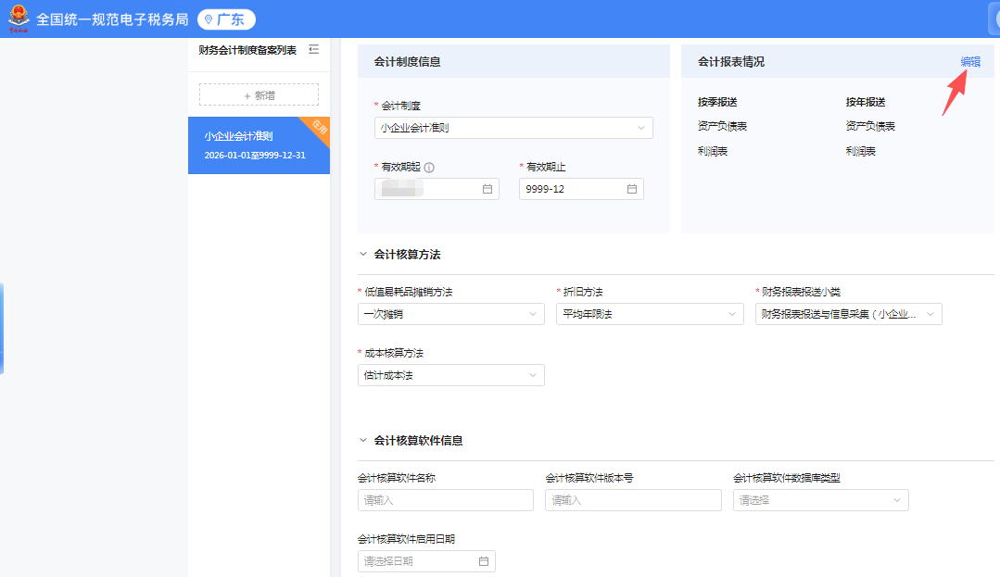 全国统一规范电子税务局 广东
财务会计制度备案列表
+ 新增
小企业会计准则
在用
2026-01-01至9999-12-31
会计制度信息
* 会计制度
小企业会计准则
* 有效期起 * 有效期止
9999-12
会计报表情况 编辑
按季报送 按年报送
资产负债表 资产负债表
利润表 利润表
会计核算方法
* 低值易耗品摊销方法 * 折旧方法 * 财务报表报送小类
一次摊销 平均年限法 财务报表报送与信息采集（小企业...
* 成本核算方法
估计成本法
会计核算软件信息
会计核算软件名称 会计核算软件版本号 会计核算软件数据库类型
请输入 请输入 请选择
会计核算软件启用日期
请选择日期